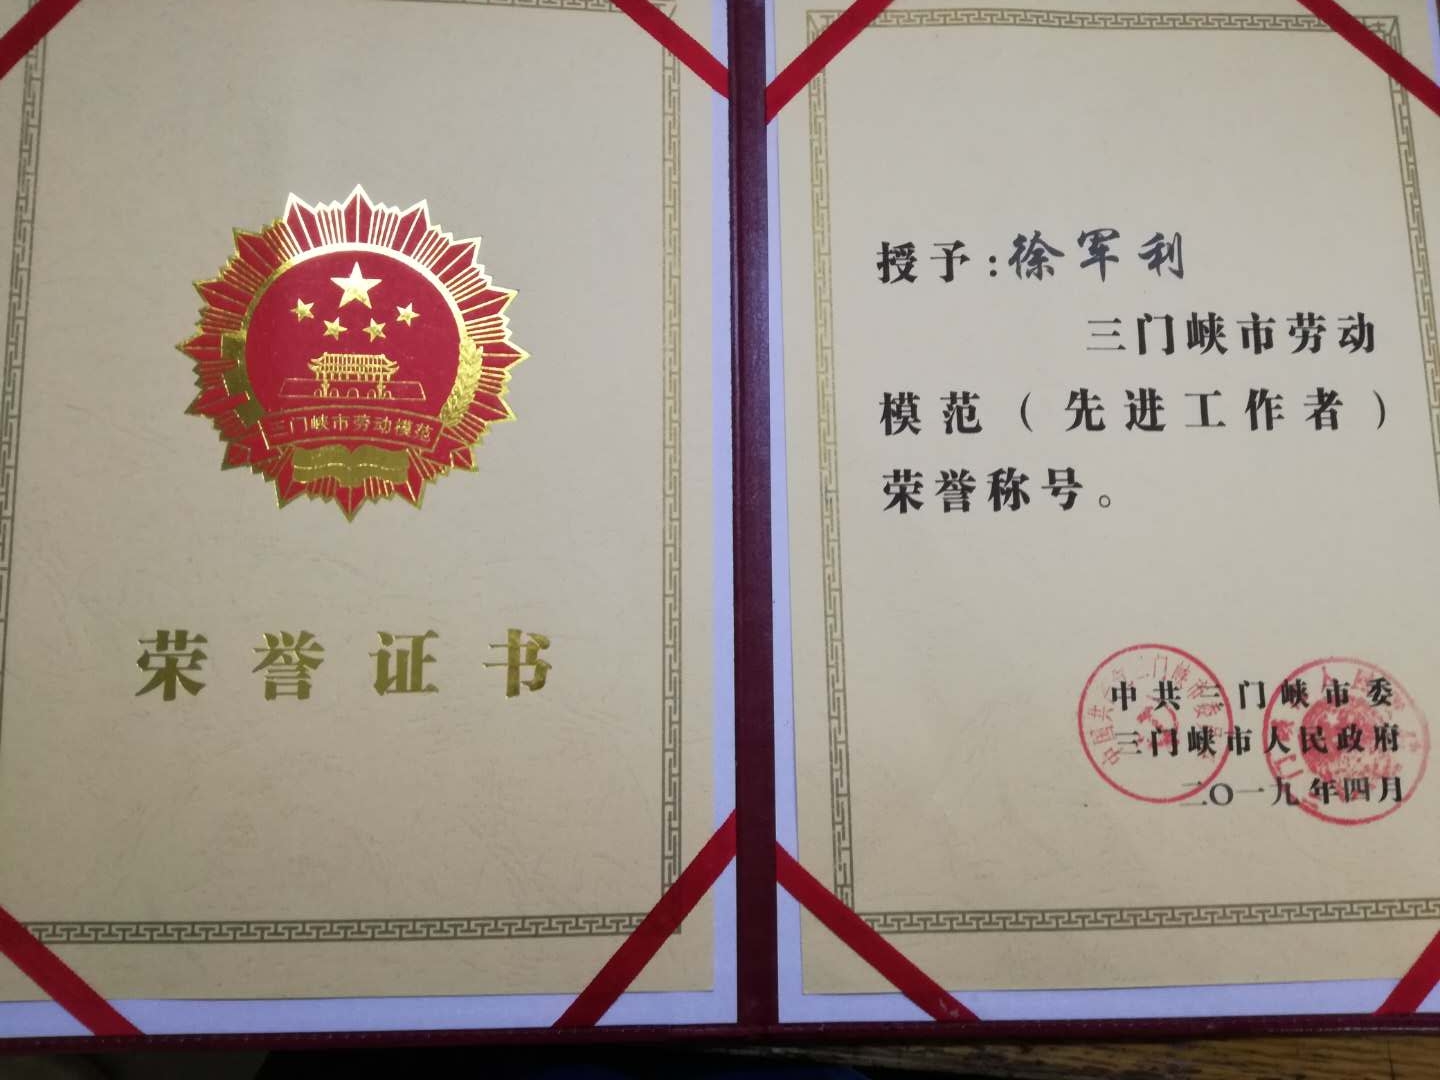 三门峡市劳动模范
荣誉证书
授予:徐军利
三门峡市劳动
模范(先进工作者)
荣誉称号。
中共三门峡市委
三门峡市人民政府
二〇一九年四月